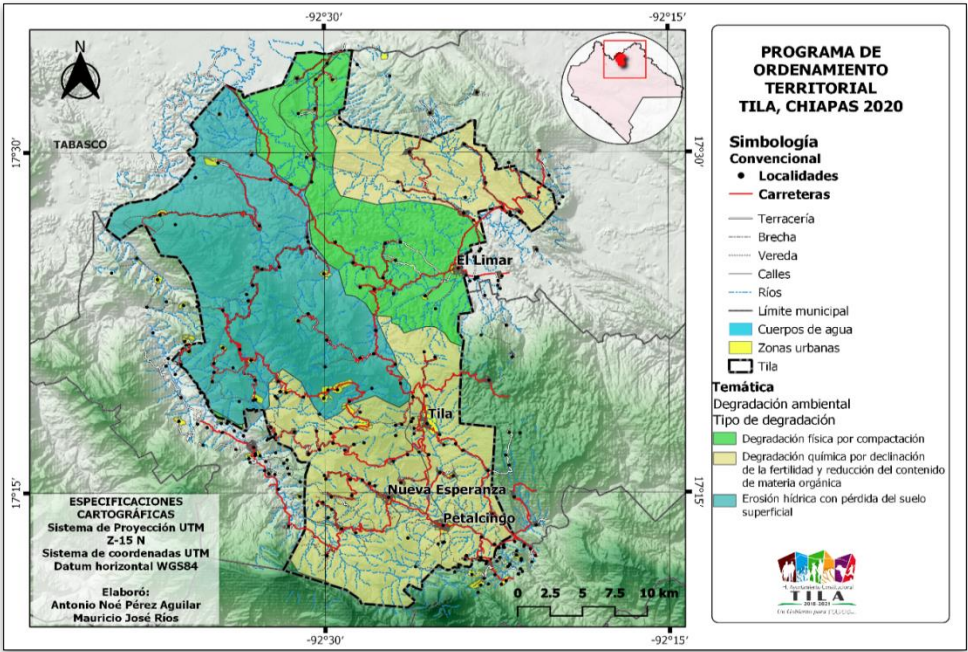 -92°30'
-92°15'
N
TABASCO
17°30'
17°30'
El Limar
Tila
Nueva Esperanza
Petalcingo
17°15'
17°15'
ESPECIFICACIONES
CARTOGRÁFICAS
Sistema de Proyección UTM
Z-15 N
Sistema de coordenadas UTM
Datum horizontal WGS84
Elaboró:
Antonio Noé Pérez Aguilar
Mauricio José Ríos
0 2.5 5 7.5 10 km
-92°30'
-92°15'
PROGRAMA DE
ORDENAMIENTO
TERRITORIAL
TILA, CHIAPAS 2020
Simbología
Convencional
Localidades
Carreteras
Terracería
Brecha
Vereda
Calles
Ríos
Límite municipal
Cuerpos de agua
Zonas urbanas
Tila
Temática
Degradación ambiental
Tipo de degradación
Degradación física por compactación
Degradación química por declinación
de la fertilidad y reducción del contenido
de materia orgánica
Erosión hídrica con pérdida del suelo
superficial
H. Ayuntamiento Constitucional
TILA
2018-2021